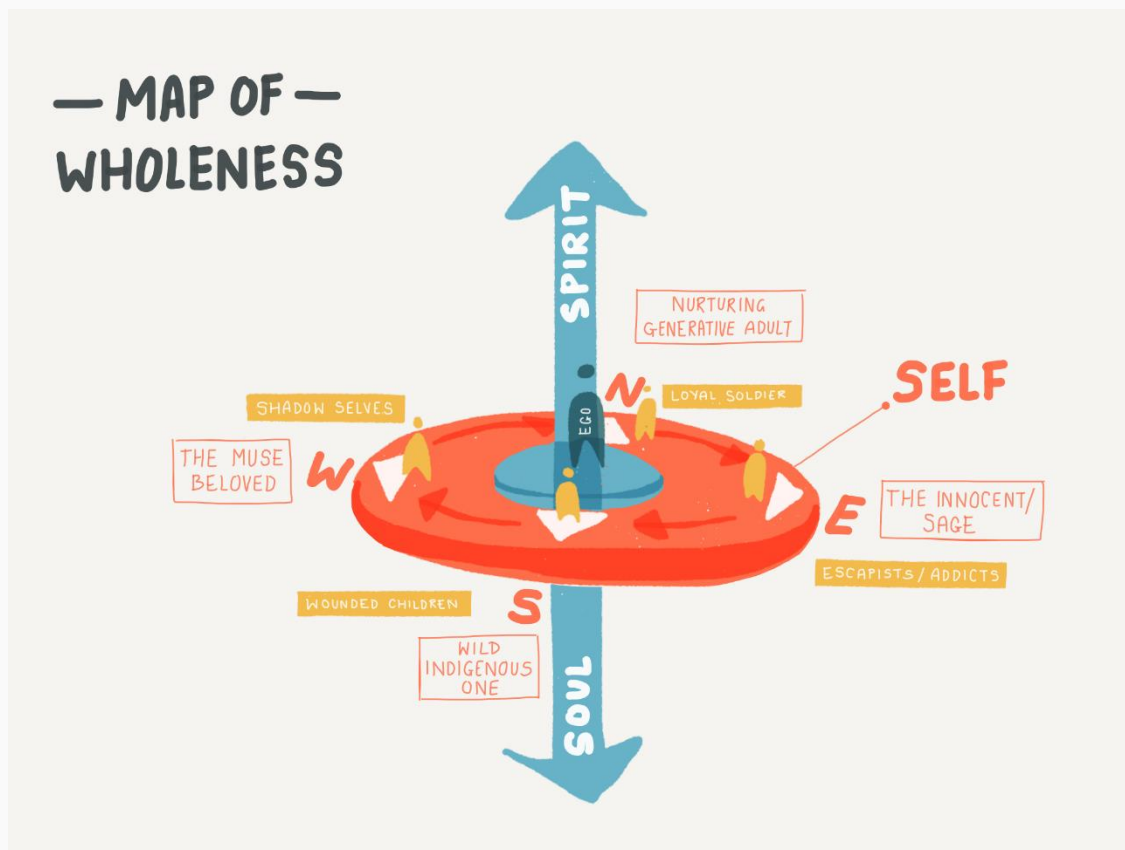 — MAP OF —
WHOLENESS
SPIRIT
NURTURING
GENERATIVE ADULT
SELF
N
LOYAL SOLDIER
SHADOW SELVES
EGO
THE MUSE
BELOVED
W
E
THE INNOCENT/
SAGE
ESCAPISTS/ADDICTS
WOUNDED CHILDREN
S
WILD
INDIGENOUS
ONE
SOUL